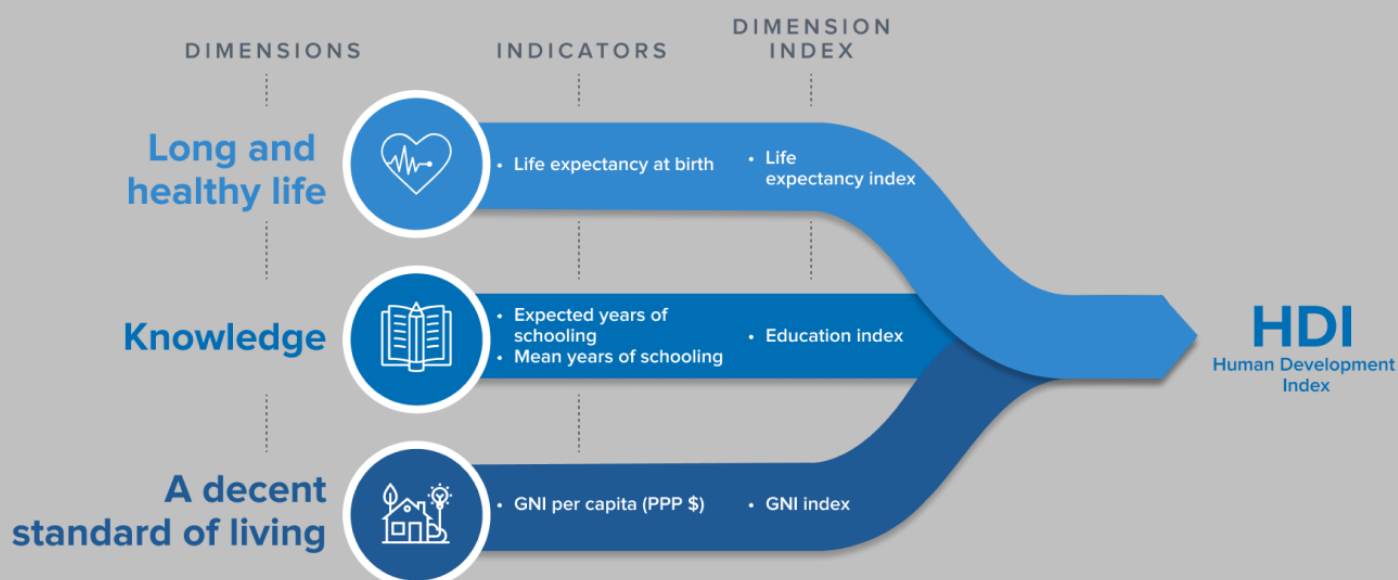 DIMENSIONS
INDICATORS
DIMENSION
INDEX
Long and
healthy life
• Life expectancy at birth
• Life
expectancy index
Knowledge
• Expected years of
schooling
• Mean years of schooling
• Education index
A decent
standard of living
• GNI per capita (PPP $)
• GNI index
HDI
Human Development
Index